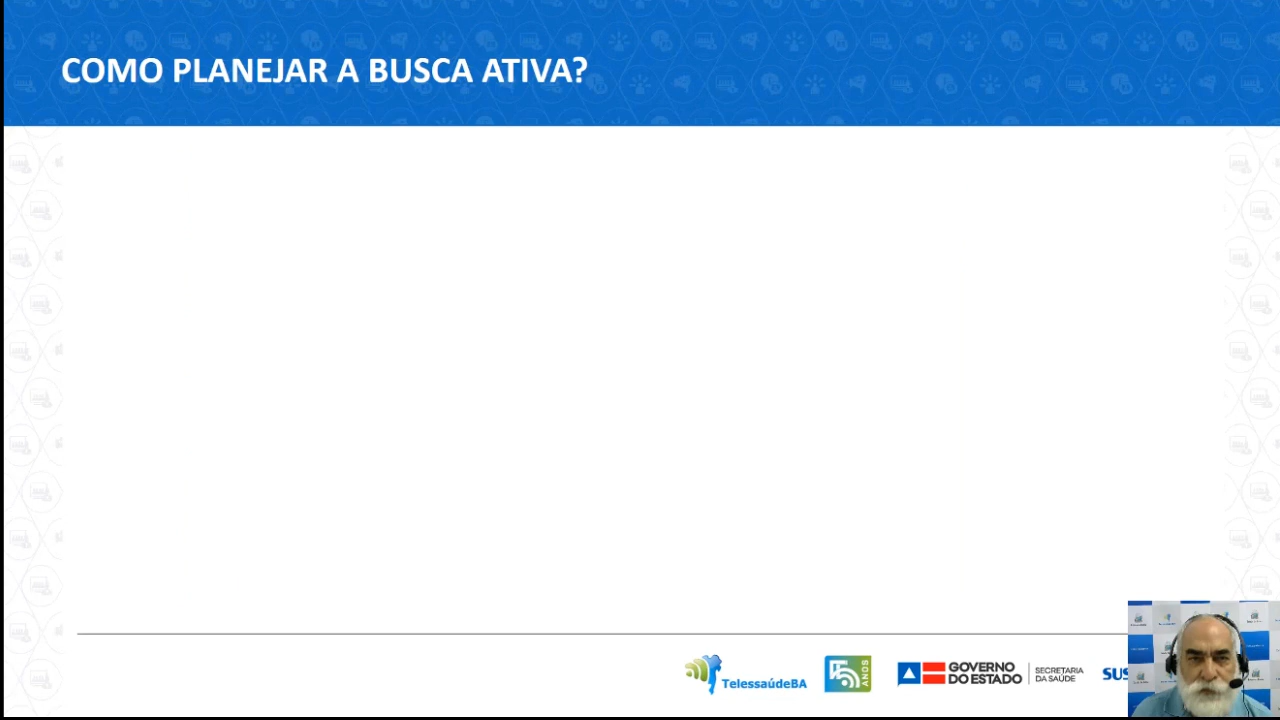 COMO PLANEJAR A BUSCA ATIVA?
TelessaúdeBA
15 ANOS
GOVERNO
DO ESTADO
SECRETARIA
DA SAÚDE
SUS